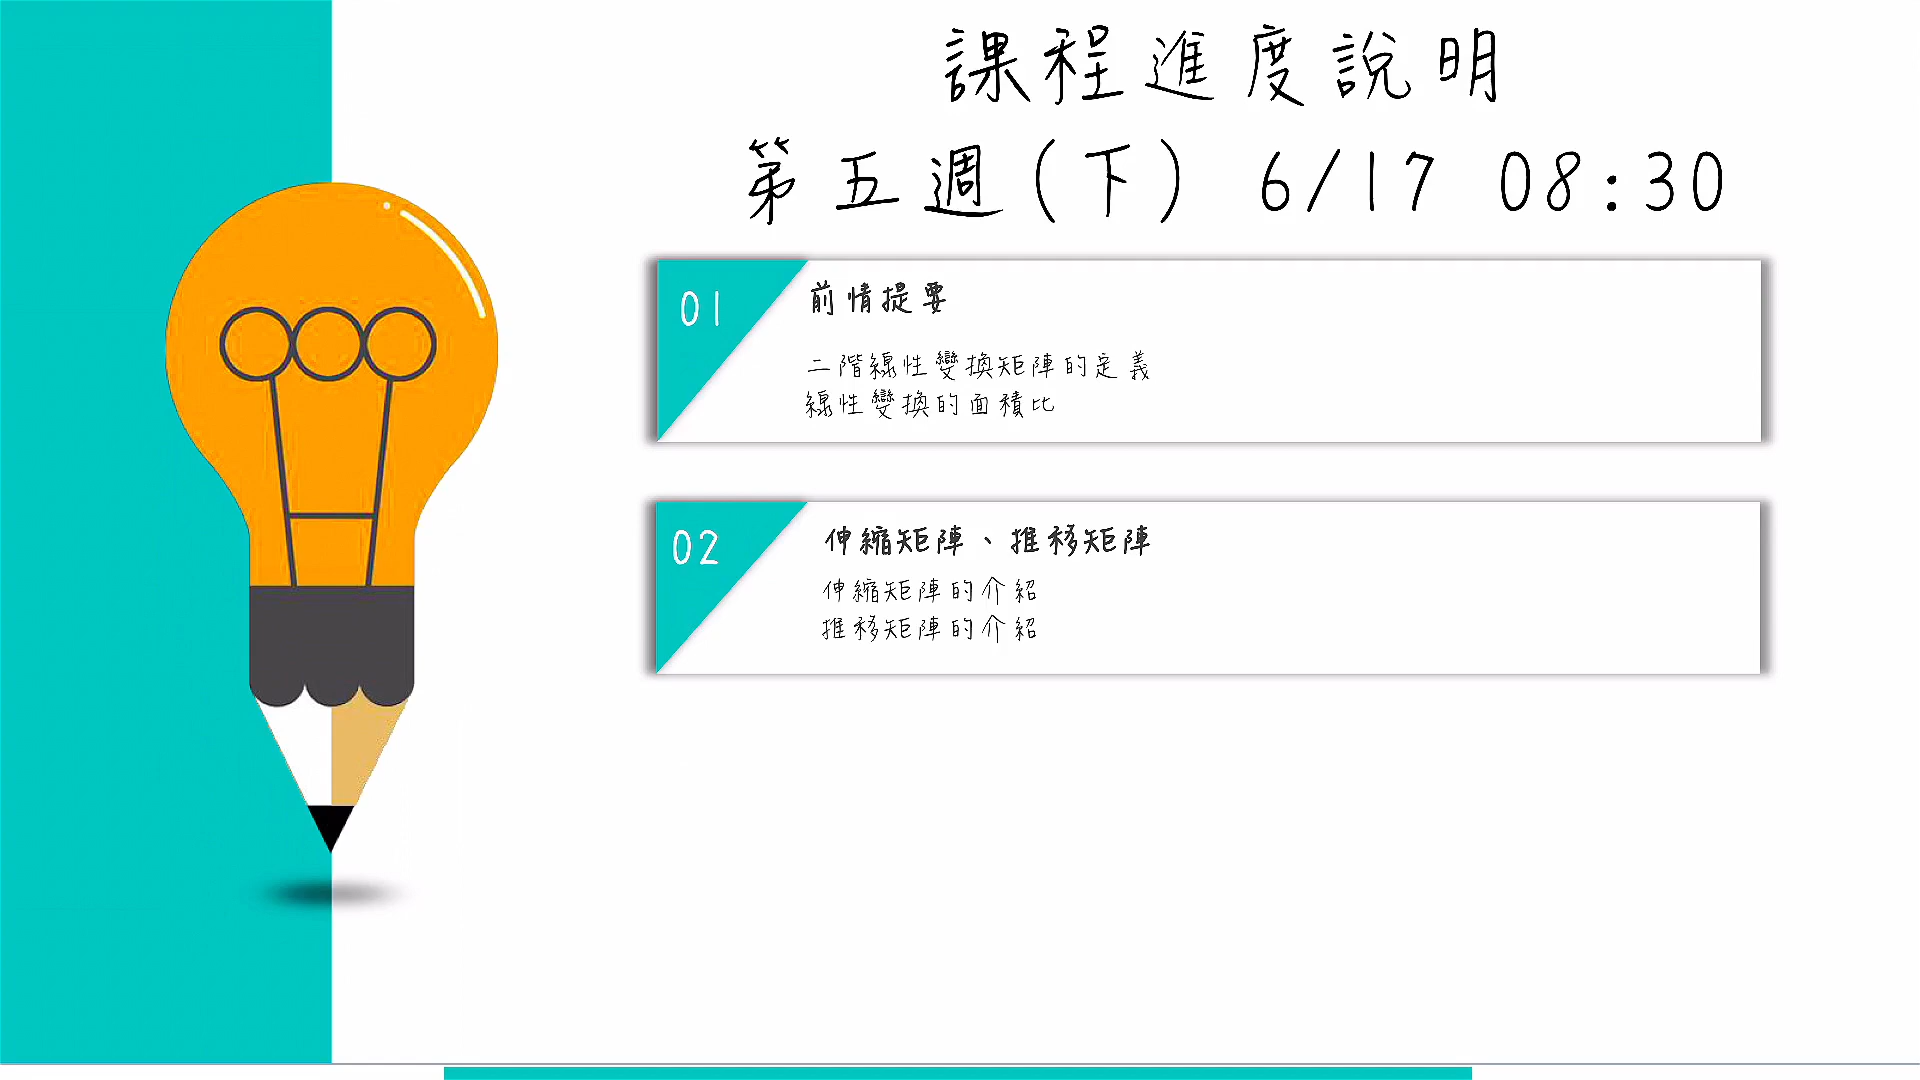 課程進度說明
第五週(下) 6/17 08:30
01
前情提要
二階線性變換矩陣的定義
線性變換的面積比
02
伸縮矩陣、推移矩陣
伸縮矩陣的介紹
推移矩陣的介紹